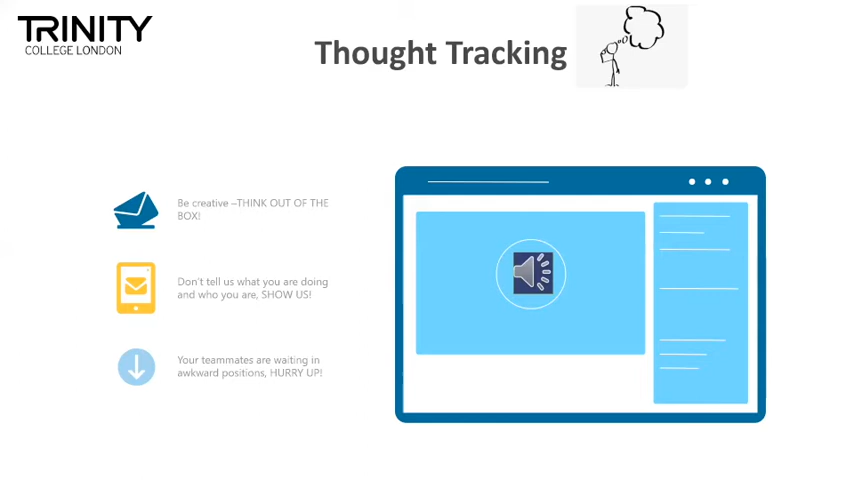 TRINITY
COLLEGE LONDON
Thought Tracking
Be creative –THINK OUT OF THE
BOX!
Don't tell us what you are doing
and who you are, SHOW US!
Your teammates are waiting in
awkward positions, HURRY UP!